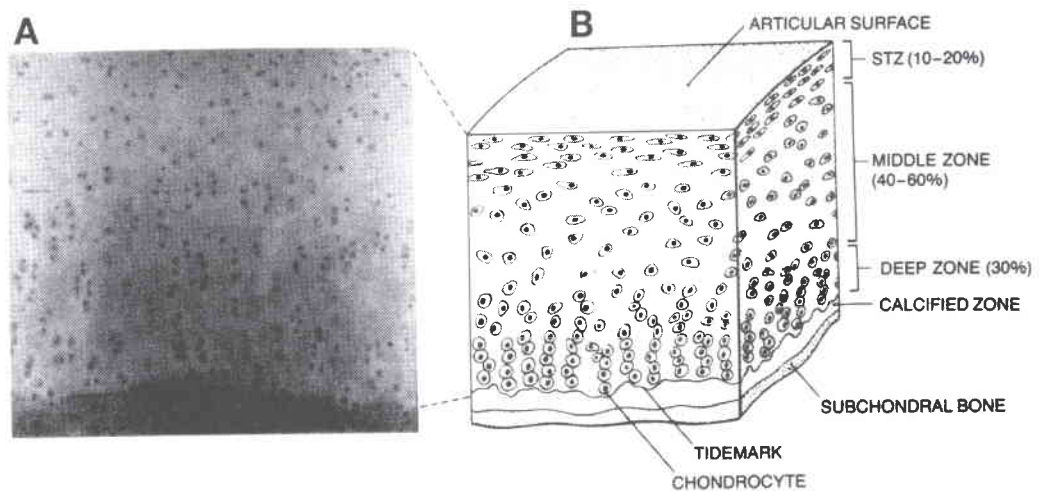 A
B
ARTICULAR SURFACE
STZ (10–20%)
MIDDLE ZONE
(40–60%)
DEEP ZONE (30%)
CALCIFIED ZONE
SUBCHONDRAL BONE
TIDEMARK
CHONDROCYTE